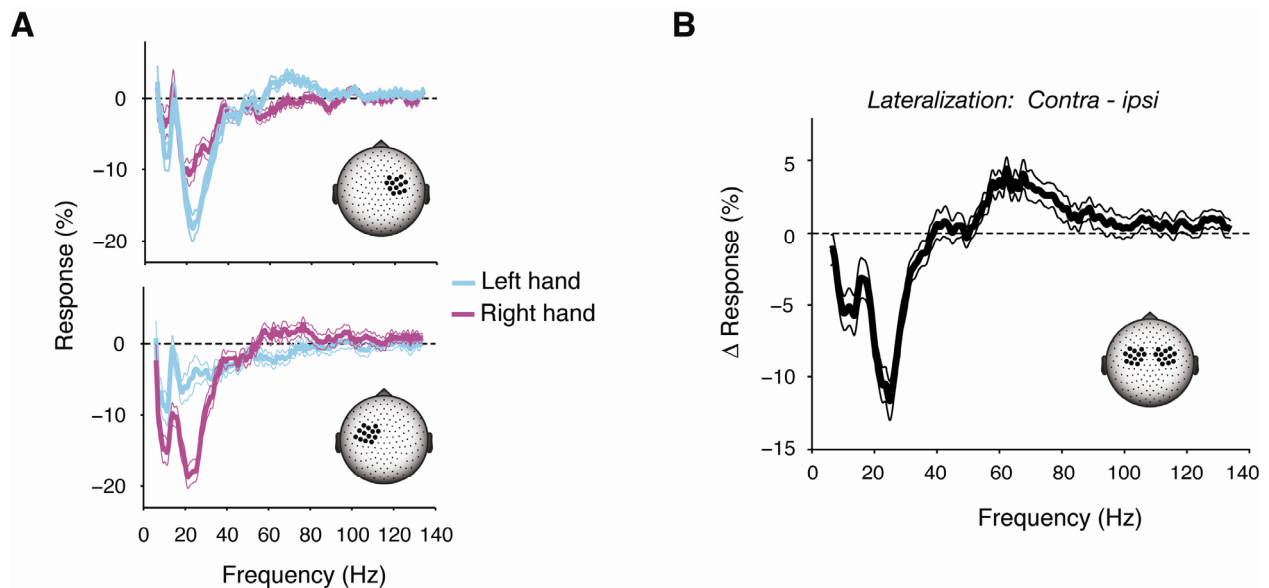 A
0
−10
−20
0
−10
−20
Response (%)
0 20 40 60 80 100 120 140
Frequency (Hz)
Left hand
Right hand
B
Lateralization: Contra - ipsi
5
0
−5
−10
−15
Δ Response (%)
0 20 40 60 80 100 120 140
Frequency (Hz)